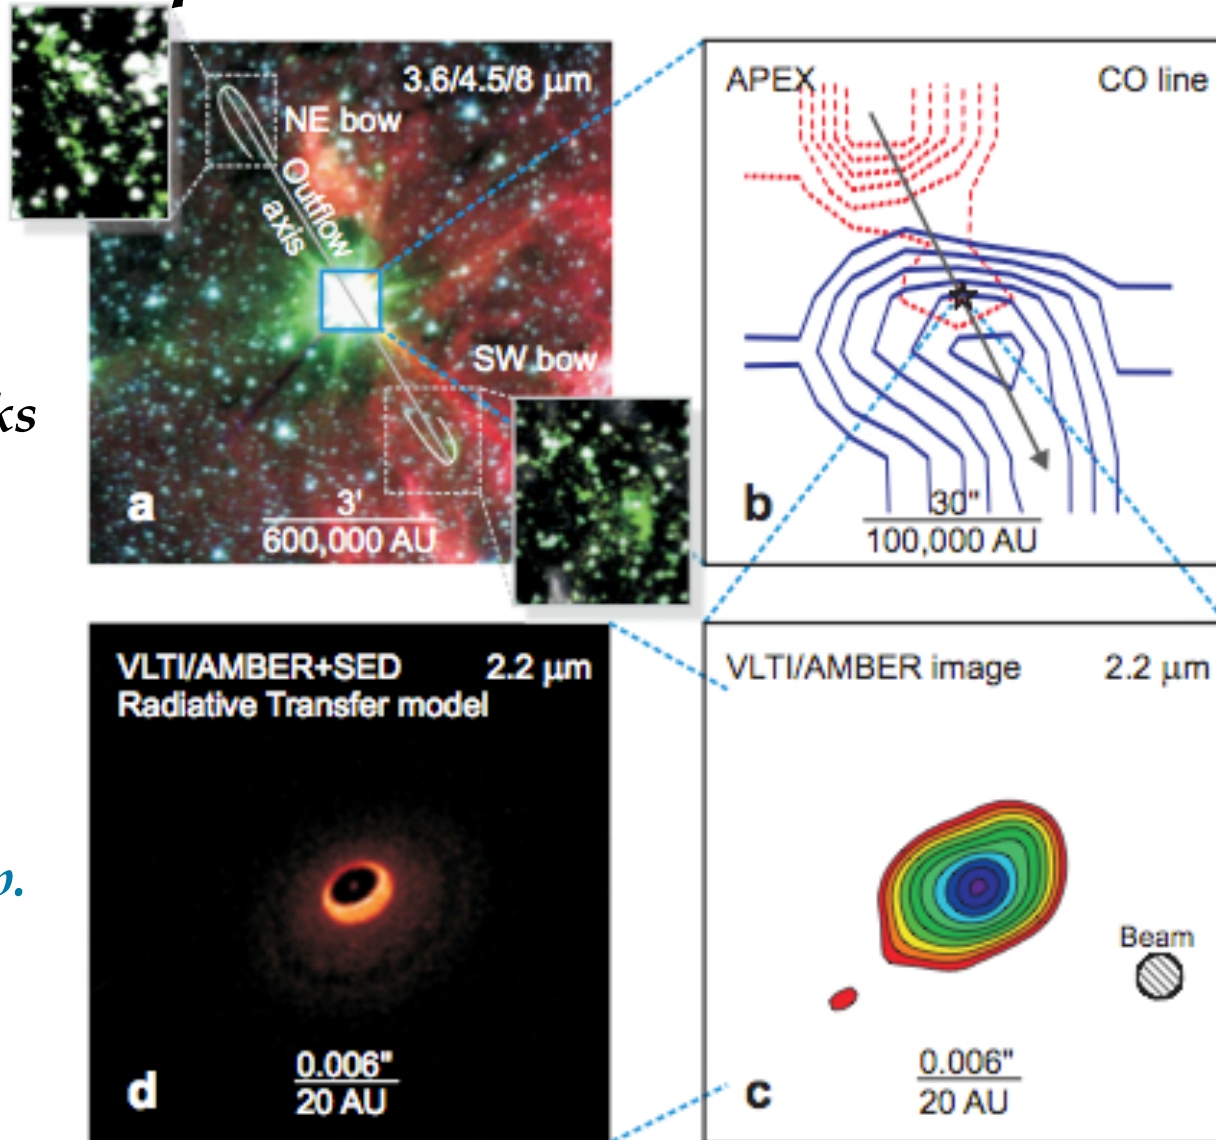 3.6/4.5/8 μm
NE bow
Outflow
axis
SW bow
a
3'
600,000 AU
APEX
CO line
b
30"
100,000 AU
ks
VLTI/AMBER+SED
2.2 μm
Radiative Transfer model
d
0.006"
20 AU
VLTI/AMBER image
2.2 μm
Beam
c
0.006"
20 AU
p.